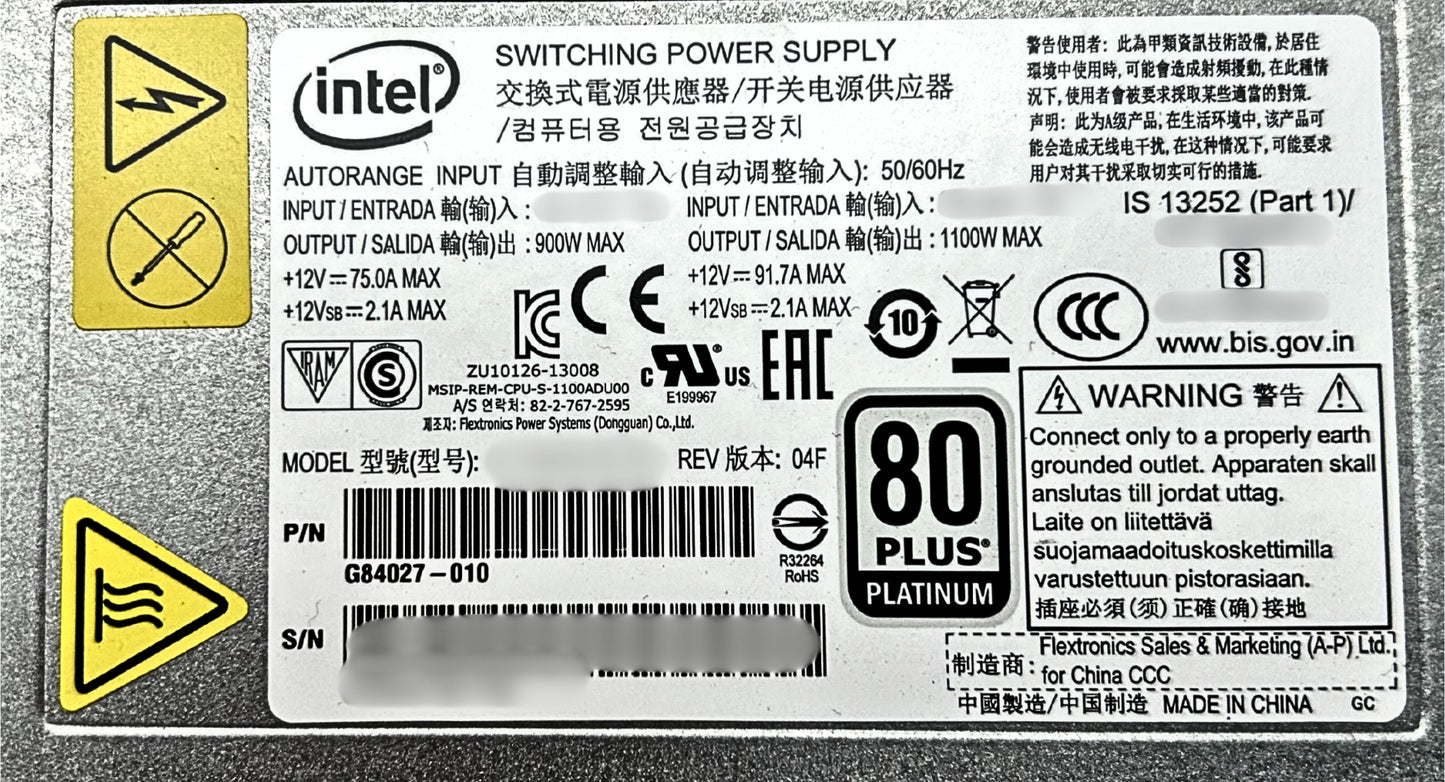 intel®
SWITCHING POWER SUPPLY
交換式電源供應器/开关电源供应器
/컴퓨터용 전원공급장치
AUTORANGE INPUT 自動調整輸入 (自动调整输入): 50/60Hz
INPUT / ENTRADA 輸(输)入 :
OUTPUT / SALIDA 輸(输)出 : 900W MAX
+12V⎓75.0A MAX
+12VSB⎓2.1A MAX
INPUT / ENTRADA 輸(输)入 :
OUTPUT / SALIDA 輸(输)出 : 1100W MAX
+12V⎓91.7A MAX
+12VSB⎓2.1A MAX
警告使用者: 此為甲類資訊技術設備, 於居住
環境中使用時, 可能會造成射頻擾動, 在此種情
況下, 使用者會被要求採取某些適當的對策.
声明: 此为A级产品, 在生活环境中, 该产品可
能会造成无线电干扰, 在这种情况下, 可能要求
用户对其干扰采取切实可行的措施.
IS 13252 (Part 1)/
www.bis.gov.in
IRAM
S
KC
CE
ZU10126-13008
MSIP-REM-CPU-S-1100ADU00
A/S 연락처: 82-2-767-2595
제조자: Flextronics Power Systems (Dongguan) Co.,Ltd.
c RU® US
E199967
EAC
10
CCC
MODEL 型號(型号):
REV 版本: 04F
P/N
G84027-010
R32264
RoHS
S/N
80
PLUS®
PLATINUM
WARNING 警告
Connect only to a properly earth
grounded outlet. Apparaten skall
anslutas till jordat uttag.
Laite on liitettävä
suojamaadoituskoskettimilla
varustettuun pistorasiaan.
插座必須(须)正確(确)接地
制造商: Flextronics Sales & Marketing (A-P) Ltd.
for China CCC
中國製造/中国制造 MADE IN CHINA GC